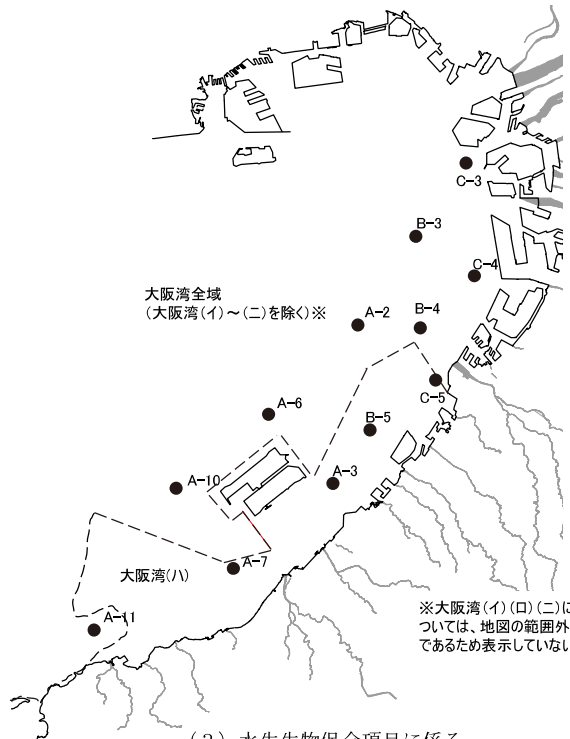 C-3
B-3
C-4
大阪湾全域
(大阪湾(イ)~(ニ)を除く)※
A-2
B-4
C-5
A-6
B-5
A-3
A-10
A-7
大阪湾(ハ)
A-11
※大阪湾(イ)(ロ)(ニ)に
ついては、地図の範囲外
であるため表示していない